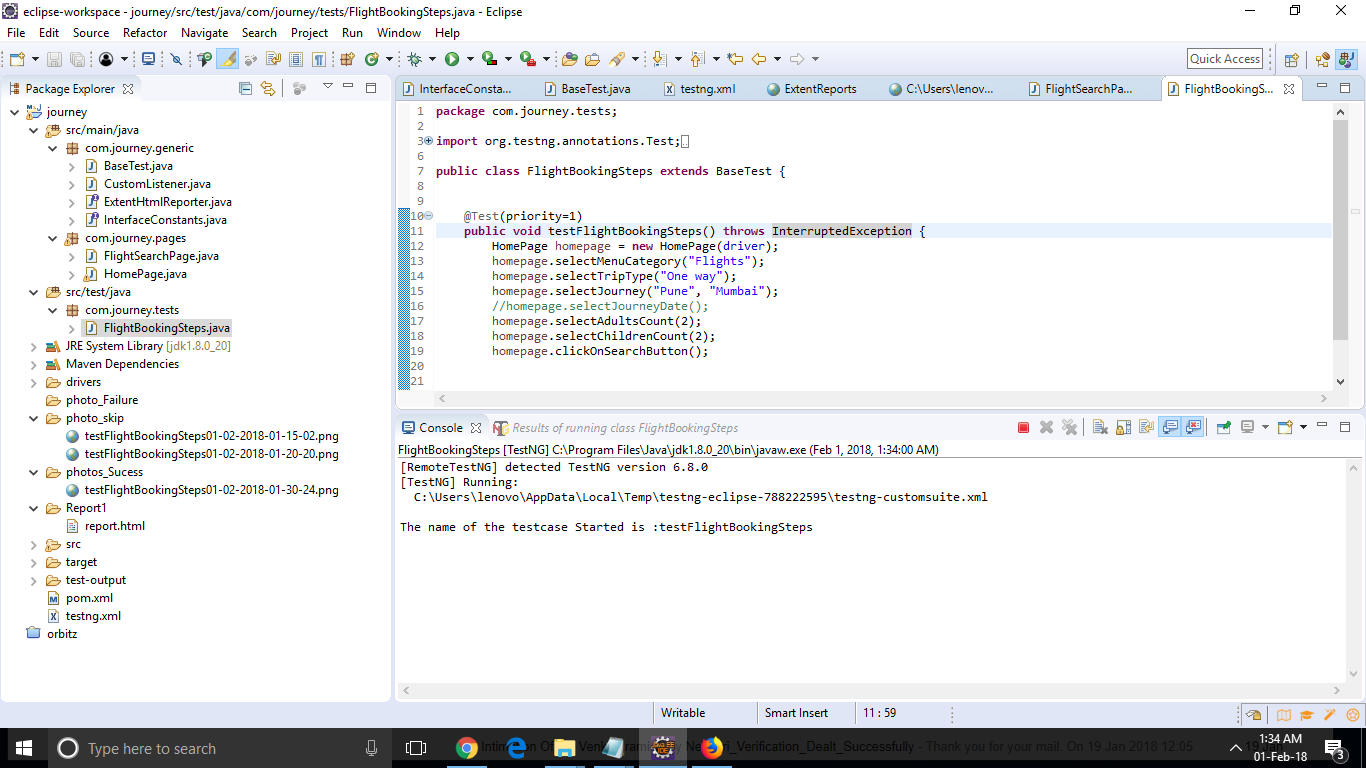 eclipse-workspace - journey/src/test/java/com/journey/tests/FlightBookingSteps.java - Eclipse
File Edit Source Refactor Navigate Search Project Run Window Help
Quick Access
Package Explorer
journey
src/main/java
com.journey.generic
BaseTest.java
CustomListener.java
ExtentHtmlReporter.java
InterfaceConstants.java
com.journey.pages
FlightSearchPage.java
HomePage.java
src/test/java
com.journey.tests
FlightBookingSteps.java
JRE System Library [jdk1.8.0_20]
Maven Dependencies
drivers
photo_Failure
photo_skip
testFlightBookingSteps01-02-2018-01-15-02.png
testFlightBookingSteps01-02-2018-01-20-20.png
photos_Sucess
testFlightBookingSteps01-02-2018-01-30-24.png
Report1
report.html
src
target
test-output
pom.xml
testng.xml
orbitz
InterfaceConsta... BaseTest.java testng.xml ExtentReports C:\Users\lenov... FlightSearchPa... FlightBookingS...
1 package com.journey.tests;
2
3 import org.testng.annotations.Test;
6
7 public class FlightBookingSteps extends BaseTest {
8
9
10 @Test(priority=1)
11 public void testFlightBookingSteps() throws InterruptedException {
12 HomePage homepage = new HomePage(driver);
13 homepage.selectMenuCategory("Flights");
14 homepage.selectTripType("One way");
15 homepage.selectJourney("Pune", "Mumbai");
16 //homepage.selectJourneyDate();
17 homepage.selectAdultsCount(2);
18 homepage.selectChildrenCount(2);
19 homepage.clickOnSearchButton();
20
21
Console Results of running class FlightBookingSteps
FlightBookingSteps [TestNG] C:\Program Files\Java\jdk1.8.0_20\bin\javaw.exe (Feb 1, 2018, 1:34:00 AM)
[RemoteTestNG] detected TestNG version 6.8.0
[TestNG] Running:
C:\Users\lenovo\AppData\Local\Temp\testng-eclipse-788222595\testng-customsuite.xml
The name of the testcase Started is :testFlightBookingSteps
Writable Smart Insert 11 : 59
Type here to search
_Verification_Dealt_Successfully - Thank you for your mail. On 19 Jan 2018 12:05
1:34 AM
01-Feb-18
3